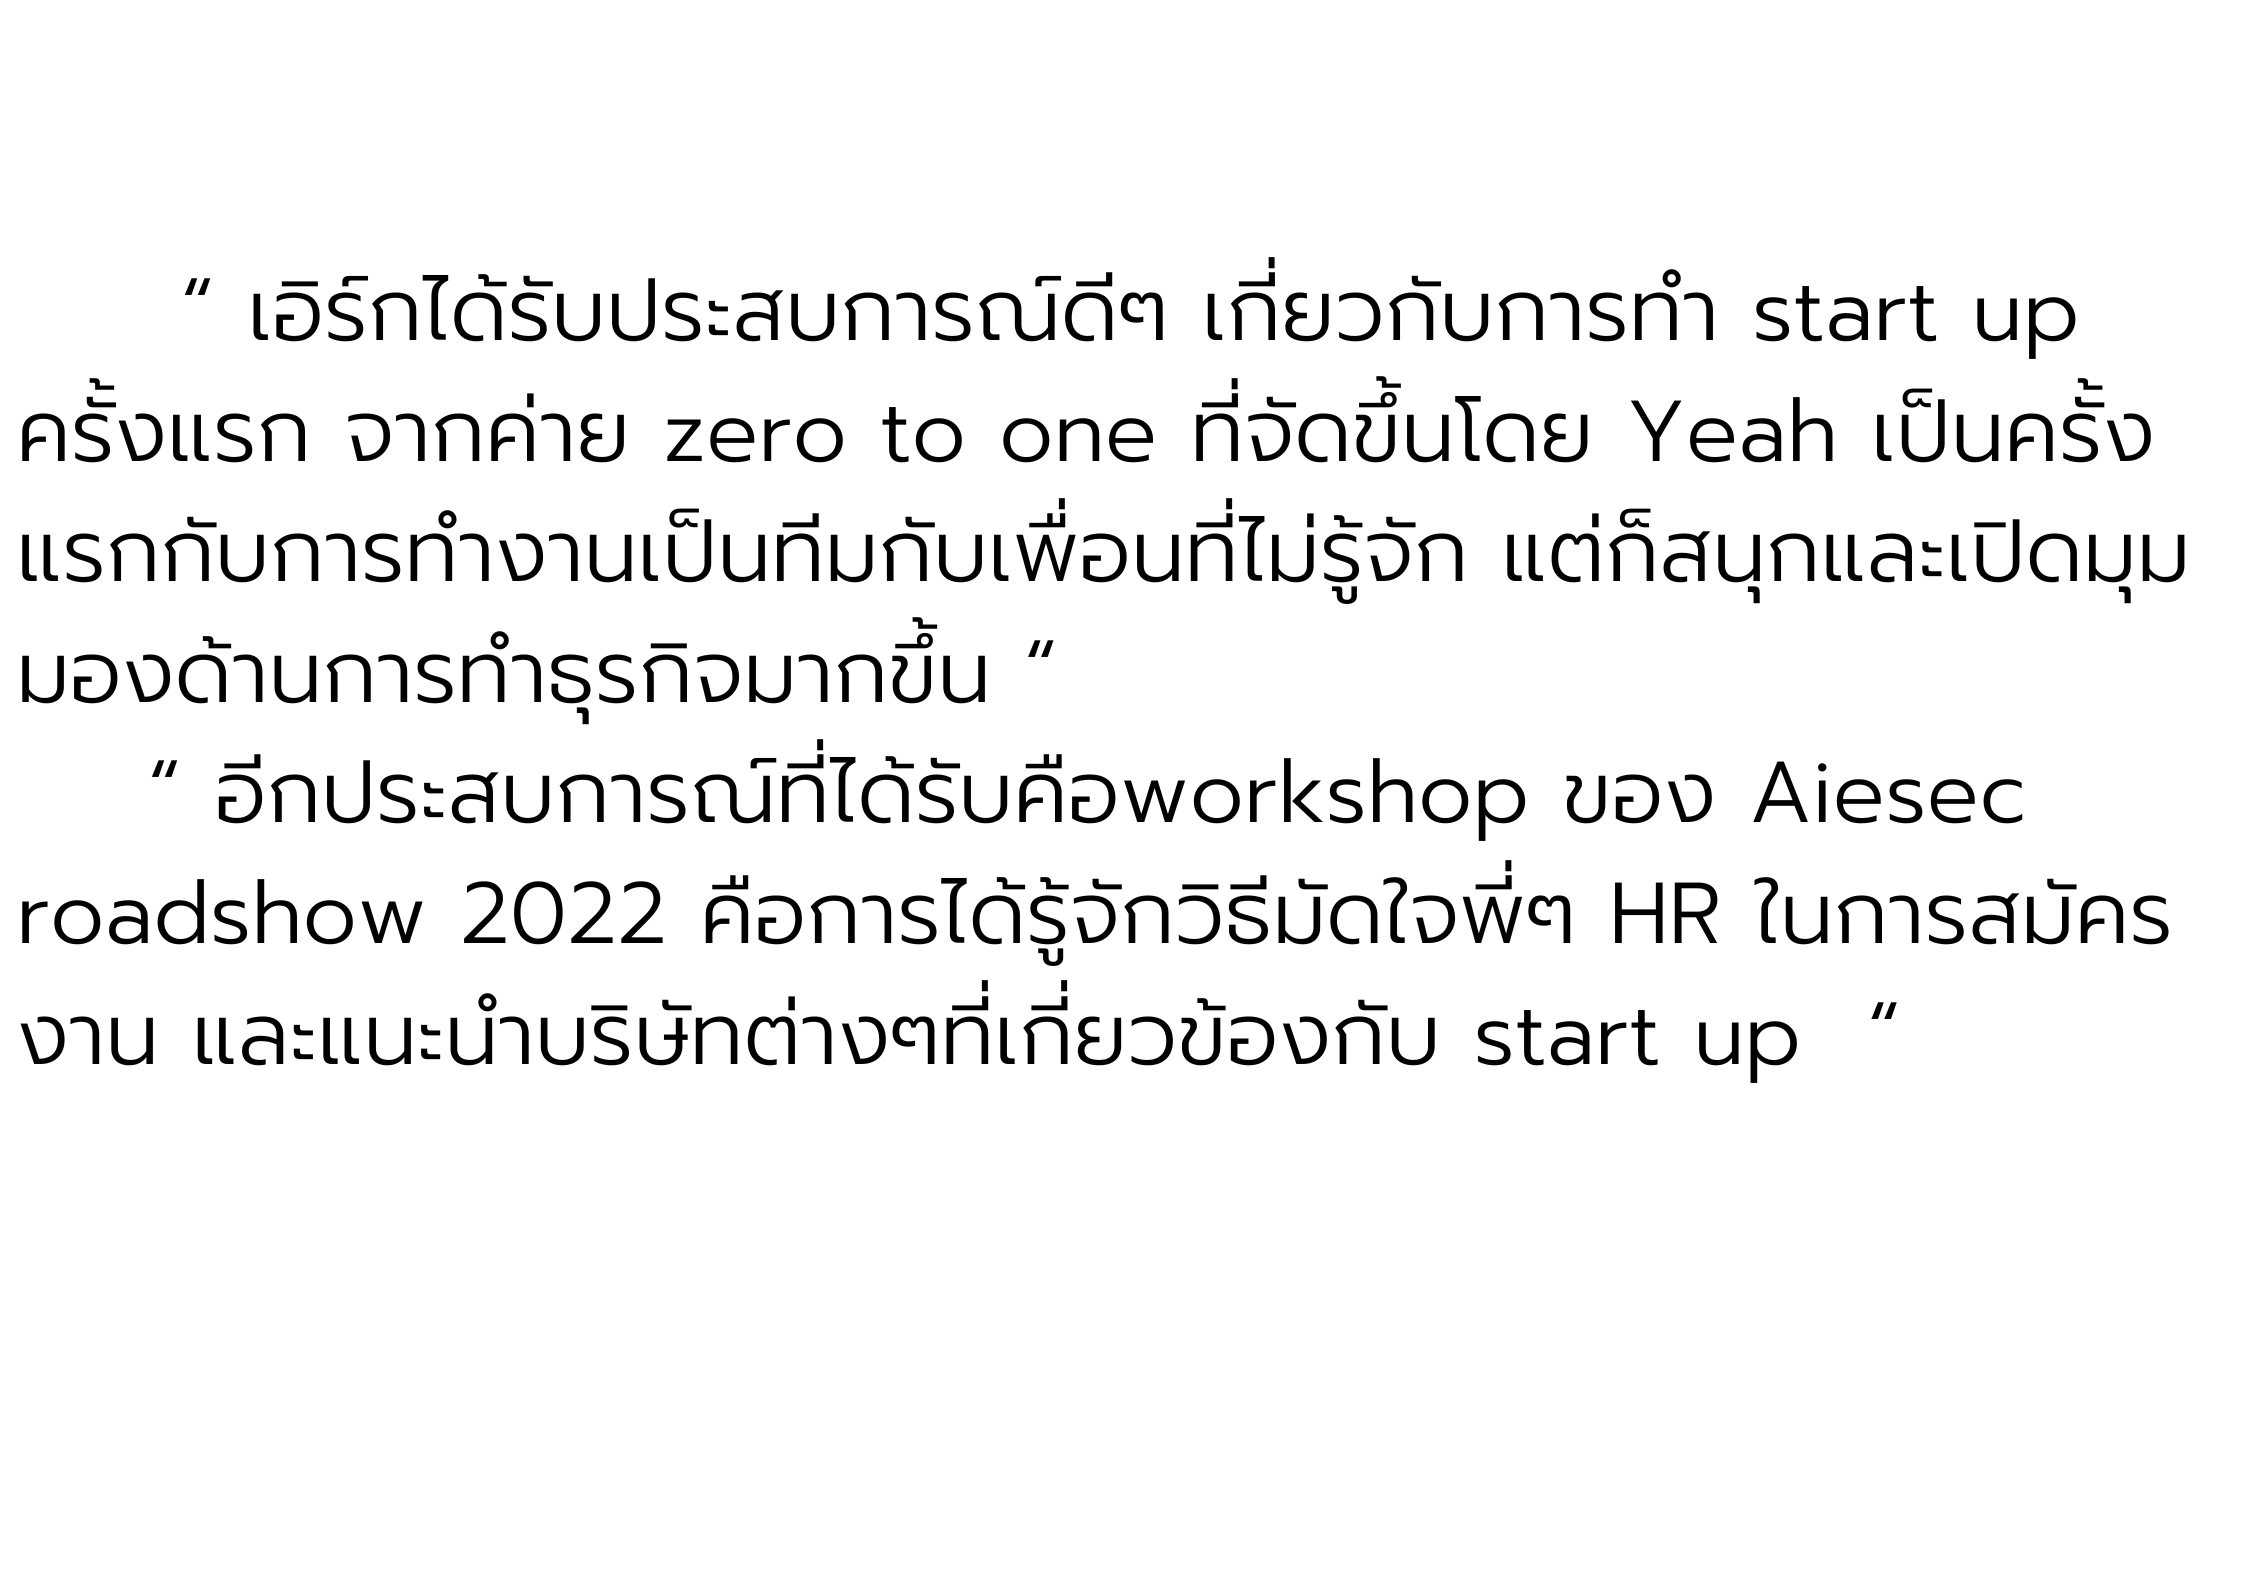 “ เอิร์กได้รับประสบการณ์ดีๆ เกี่ยวกับการทำ start up
ครั้งแรก จากค่าย zero to one ที่จัดขึ้นโดย Yeah เป็นครั้ง
แรกกับการทำงานเป็นทีมกับเพื่อนที่ไม่รู้จัก แต่ก็สนุกและเปิดมุม
มองด้านการทำธุรกิจมากขึ้น “
“ อีกประสบการณ์ที่ได้รับคือworkshop ของ Aiesec
roadshow 2022 คือการได้รู้จักวิธีมัดใจพี่ๆ HR ในการสมัคร
งาน และแนะนำบริษัทต่างๆที่เกี่ยวข้องกับ start up “